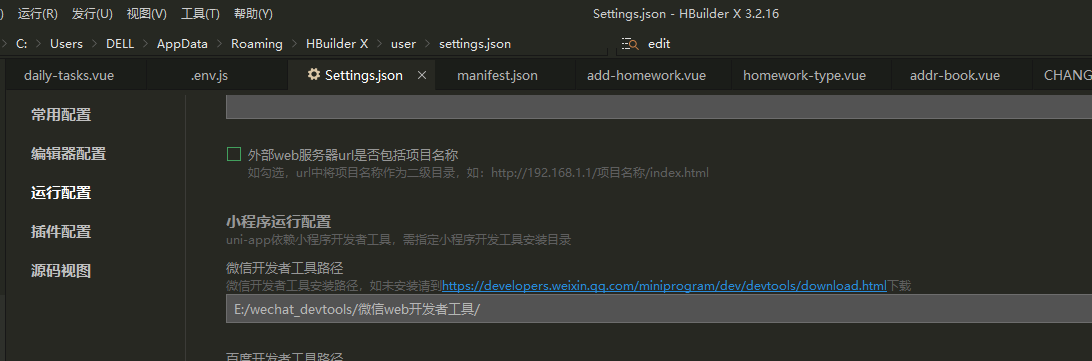 ) 运行(R) 发行(U) 视图(V) 工具(T) 帮助(Y) Settings.json - HBuilder X 3.2.16
C: Users DELL AppData Roaming HBuilder X user settings.json edit
daily-tasks.vue .env.js Settings.json manifest.json add-homework.vue homework-type.vue addr-book.vue CHANG
常用配置
外部web服务器url是否包括项目名称
编辑器配置
如勾选，url中将项目名称作为二级目录，如：http://192.168.1.1/项目名称/index.html
运行配置
小程序运行配置
插件配置
uni-app依赖小程序开发者工具，需指定小程序开发工具安装目录
源码视图
微信开发者工具路径
微信开发者工具安装路径，如未安装请到https://developers.weixin.qq.com/miniprogram/dev/devtools/download.html下载
E:/wechat_devtools/微信web开发者工具/
百度开发者工具路径